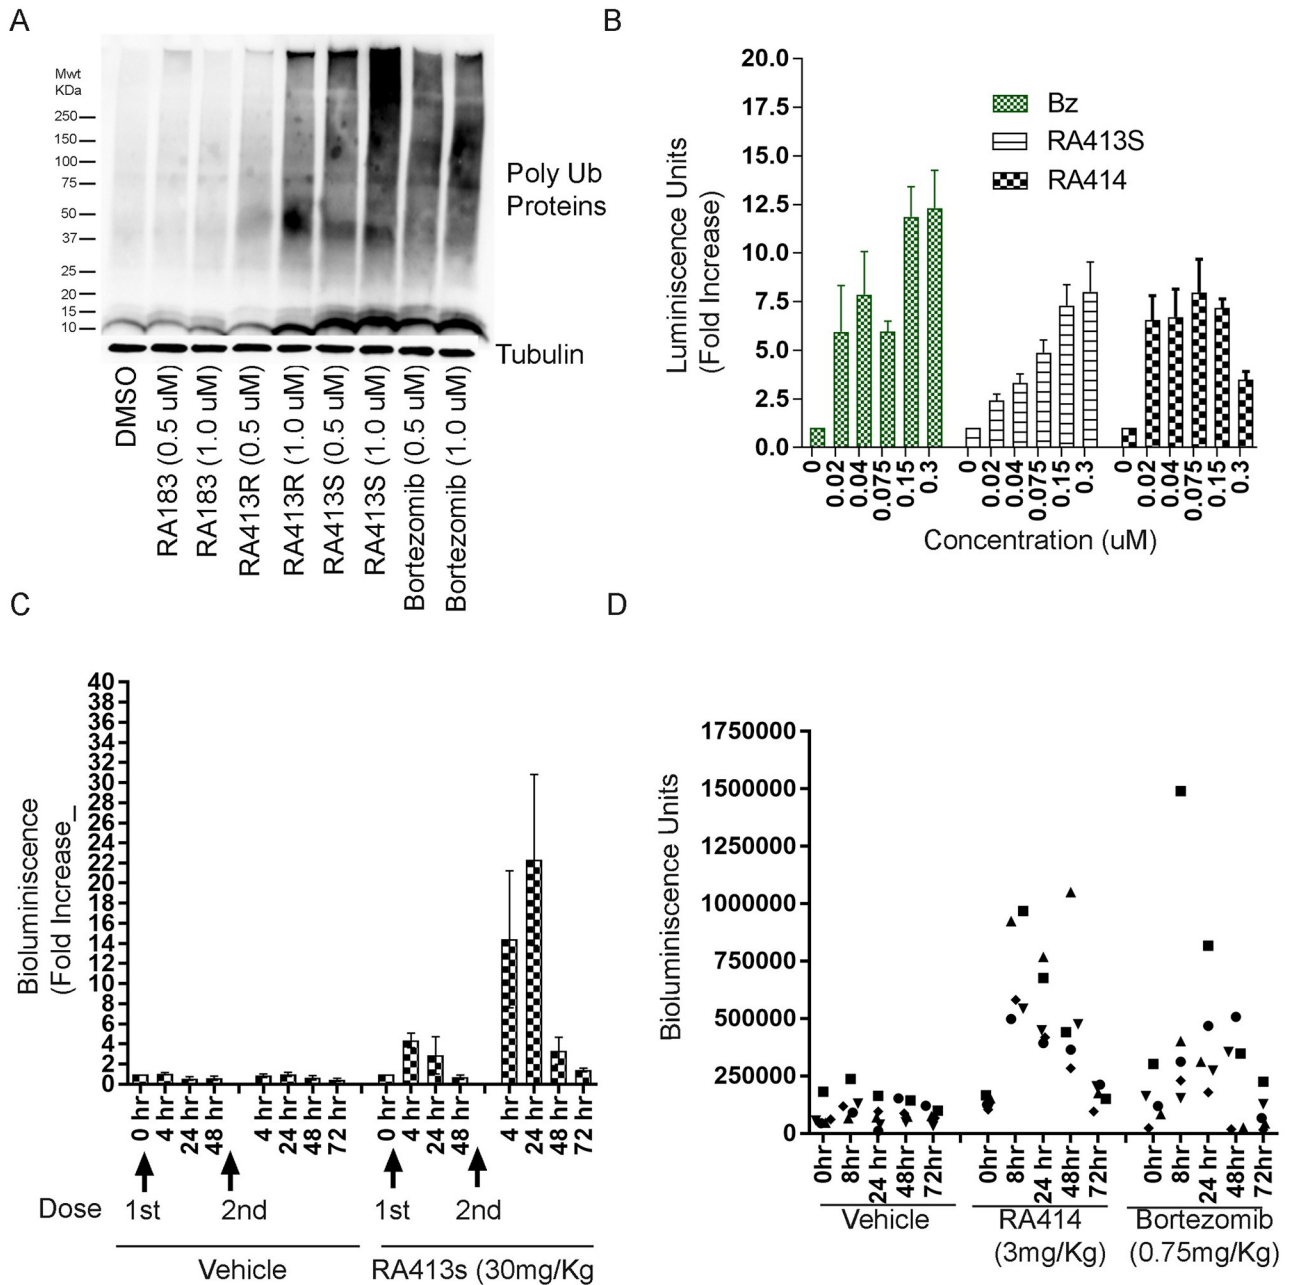 A
Mwt
KDa
250
150
100
75
50
37
25
20
15
10
Poly Ub
Proteins
Tubulin
DMSO
RA183 (0.5 uM)
RA183 (1.0 uM)
RA413R (0.5 uM)
RA413R (1.0 uM)
RA413S (0.5 uM)
RA413S (1.0 uM)
Bortezomib (0.5 uM)
Bortezomib (1.0 uM)
B
Luminiscence Units
(Fold Increase)
20.0
17.5
15.0
12.5
10.0
7.5
5.0
2.5
0.0
Bz
RA413S
RA414
0 0.02 0.04 0.075 0.15 0.3 0 0.02 0.04 0.075 0.15 0.3 0 0.02 0.04 0.075 0.15 0.3
Concentration (uM)
C
Bioluminiscence
(Fold Increase_
40
38
36
34
32
30
28
26
24
22
20
18
16
14
12
10
8
6
4
2
0
0 hr 4 hr 24 hr 48 hr 4 hr 24 hr 48 hr 72 hr 0 hr 4 hr 24 hr 48 hr 4 hr 24 hr 48 hr 72 hr
Dose 1st 2nd 1st 2nd
Vehicle RA413s (30mg/Kg
D
Bioluminiscence Units
1750000
1500000
1250000
1000000
750000
500000
250000
0
0hr 8hr 24 hr 48hr 72hr 0hr 8hr 24 hr 48hr 72hr 0hr 8hr 24 hr 48hr 72hr
Vehicle RA414 Bortezomib
(3mg/Kg) (0.75mg/Kg)